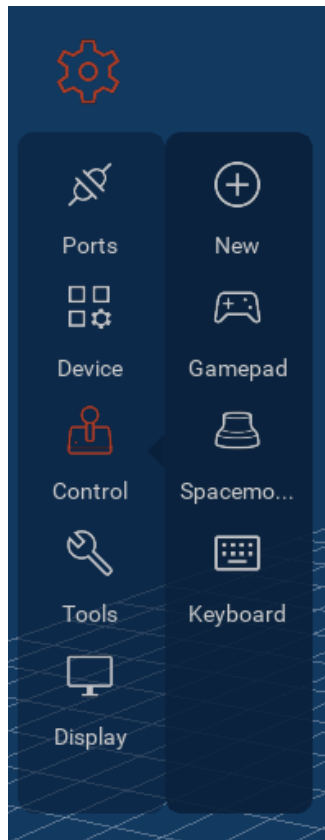 Ports
Device
Control
Tools
Display
New
Gamepad
Spacemo...
Keyboard